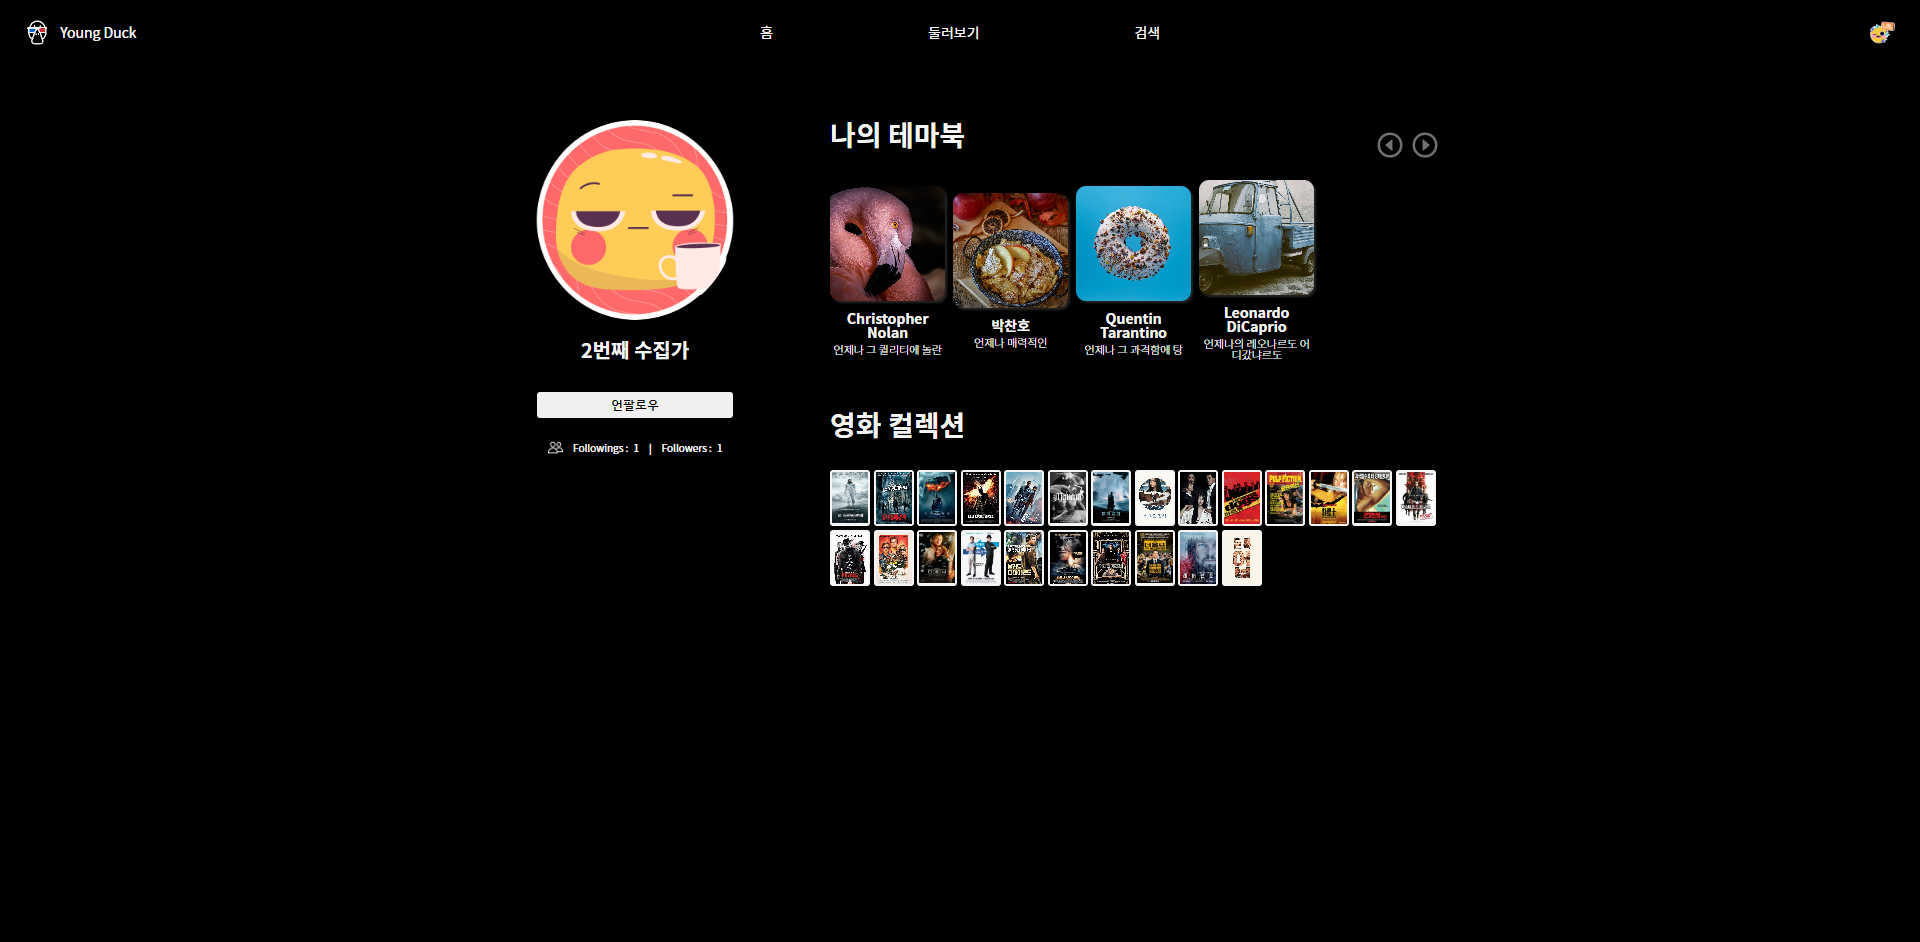 Young Duck
홈
둘러보기
검색
나의 테마북
Christopher
Nolan
언제나 그 퀄리티에 놀란
박찬호
언제나 매력적인
Quentin
Tarantino
언제나 그 과격함에 탕
Leonardo
DiCaprio
언제나의 레오나르도 어
디갔냐르도
2번째 수집가
언팔로우
Followings : 1 | Followers : 1
영화 컬렉션
PULP FICTION